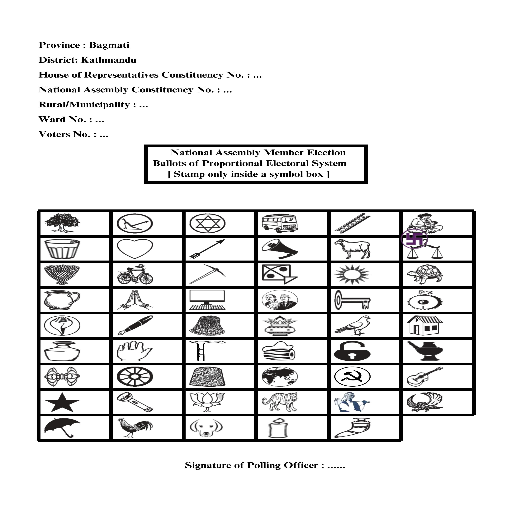 Province : Bagmati
District: Kathmandu
House of Representatives Constituency No. : ...
National Assembly Constituency No. : ...
Rural/Municipality : ...
Ward No. : ...
Voters No. : ...
National Assembly Member Election
Ballots of Proportional Electoral System
[ Stamp only inside a symbol box ]
Signature of Polling Officer : ......